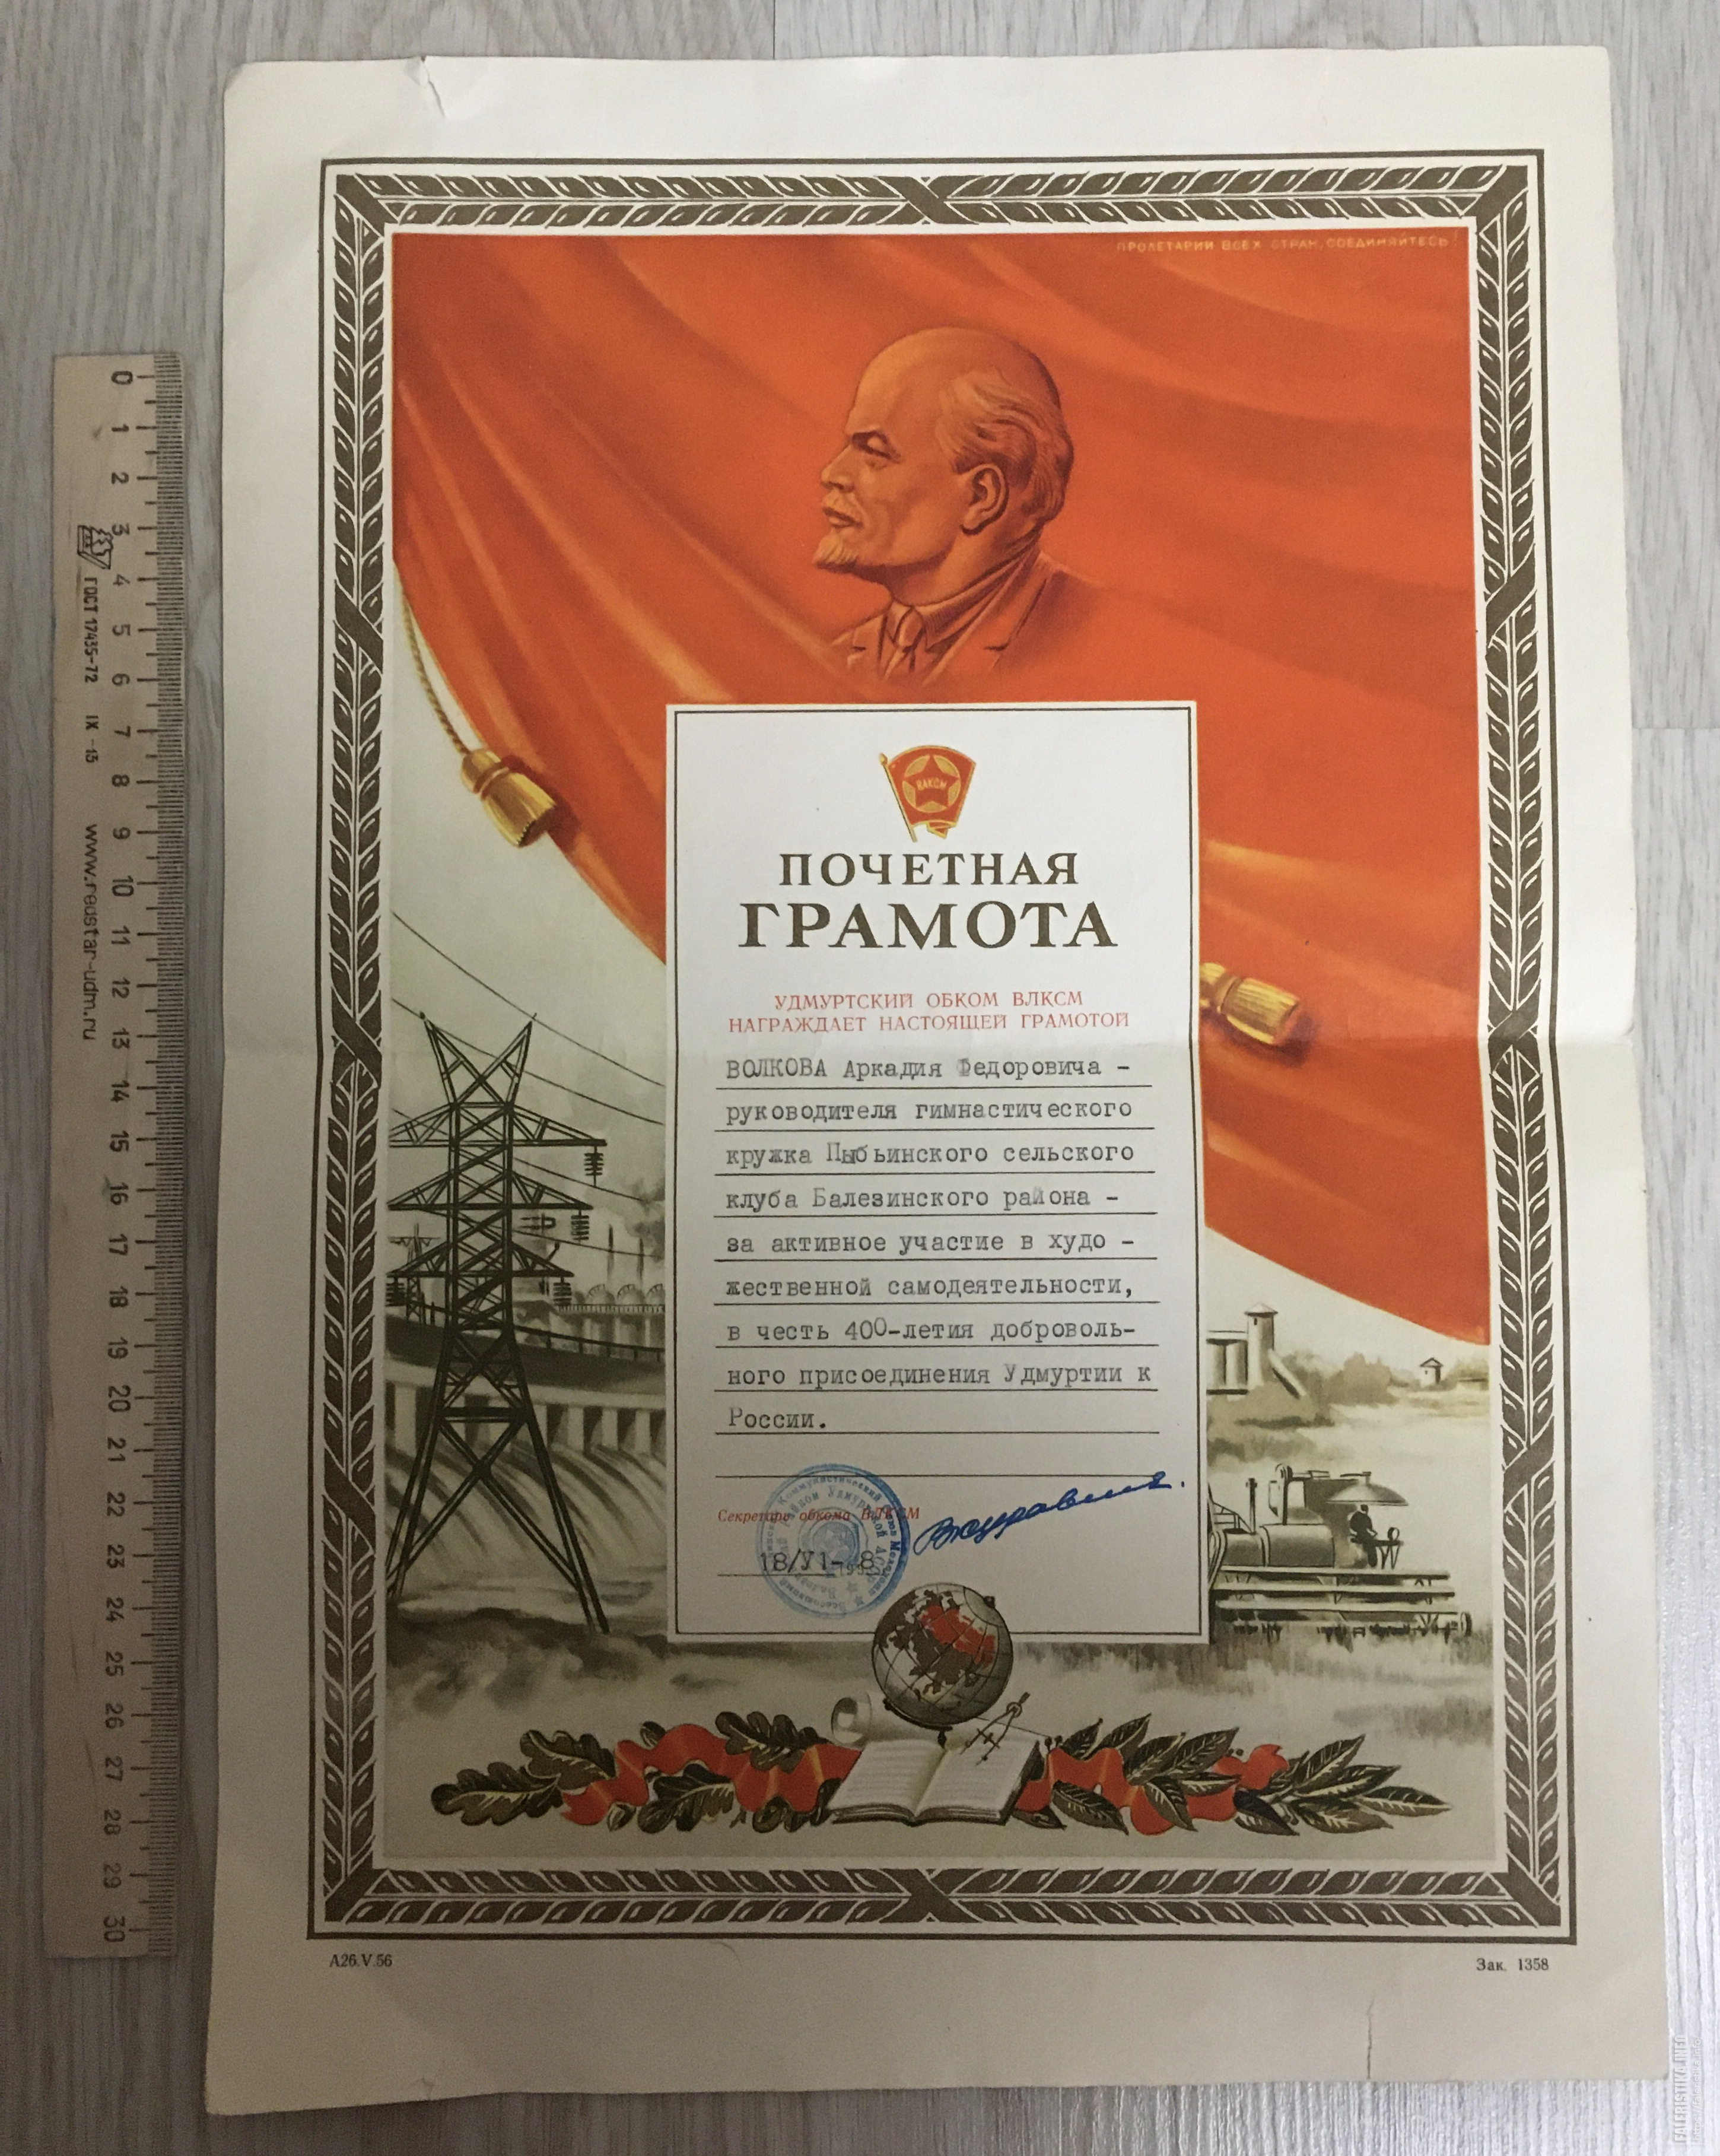 ПРОЛЕТАРИИ ВСЕХ СТРАН, СОЕДИНЯЙТЕСЬ!
ВЛКСМ
ПОЧЕТНАЯ
ГРАМОТА
УДМУРТСКИЙ ОБКОМ ВЛКСМ
НАГРАЖДАЕТ НАСТОЯЩЕЙ ГРАМОТОЙ
ВОЛКОВА Аркадия Федоровича -
руководителя гимнастического
кружка Пыбьинского сельского
клуба Балезинского района -
за активное участие в худо -
жественной самодеятельности,
в честь 400-летия доброволь-
ного присоединения Удмуртии к
России.
Секретарь обкома ВЛКСМ
18/VI- 8
А26.V.56
Зак. 1358
0 1 2 3 4 5 6 7 8 9 10 11 12 13 14 15 16 17 18 19 20 21 22 23 24 25 26 27 28 29 30
ГОСТ 17435-72 IX -13 www.redstar-udm.ru
FALERISTIKA.INFO